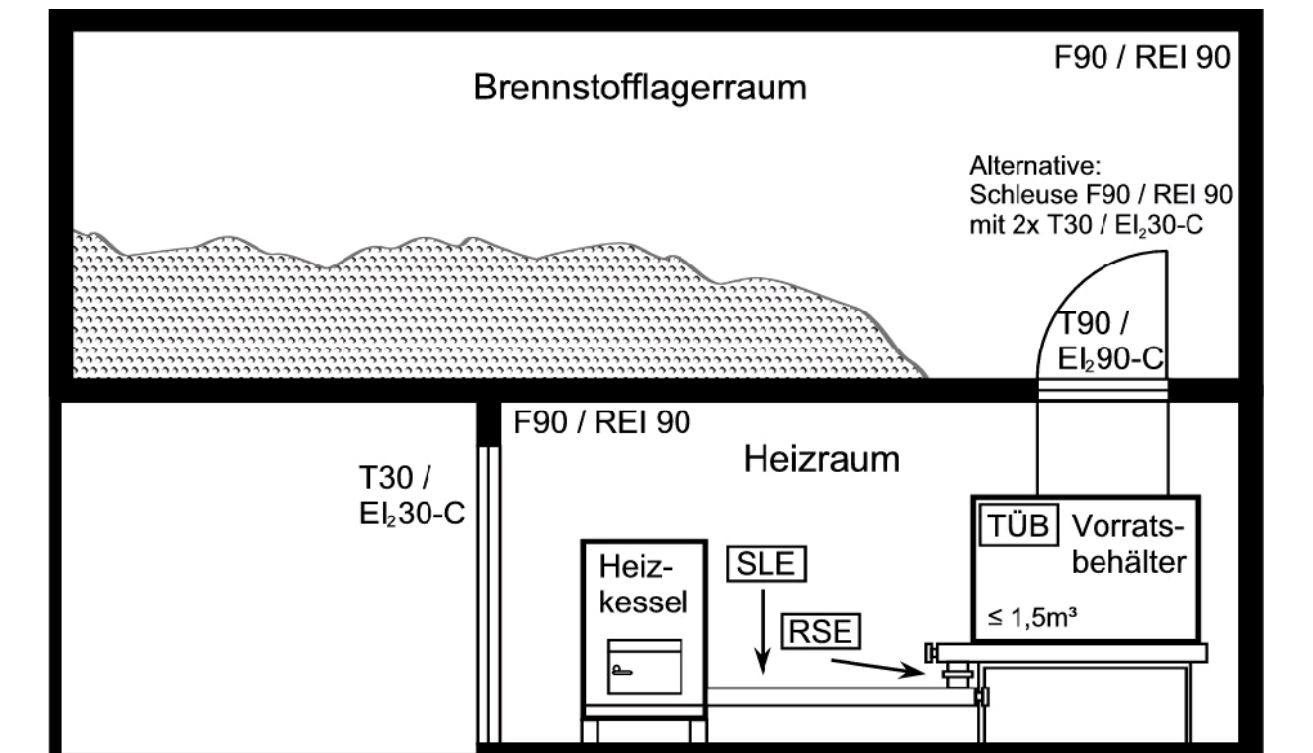 F90 / REI 90
Brennstofflagerraum
Alternative:
Schleuse F90 / REI 90
mit 2x T30 / EI₂30-C
T90 /
EI₂90-C
F90 / REI 90
Heizraum
T30 /
EI₂30-C
TÜB
Vorrats-
behälter
≤ 1,5m³
Heiz-
kessel
SLE
RSE